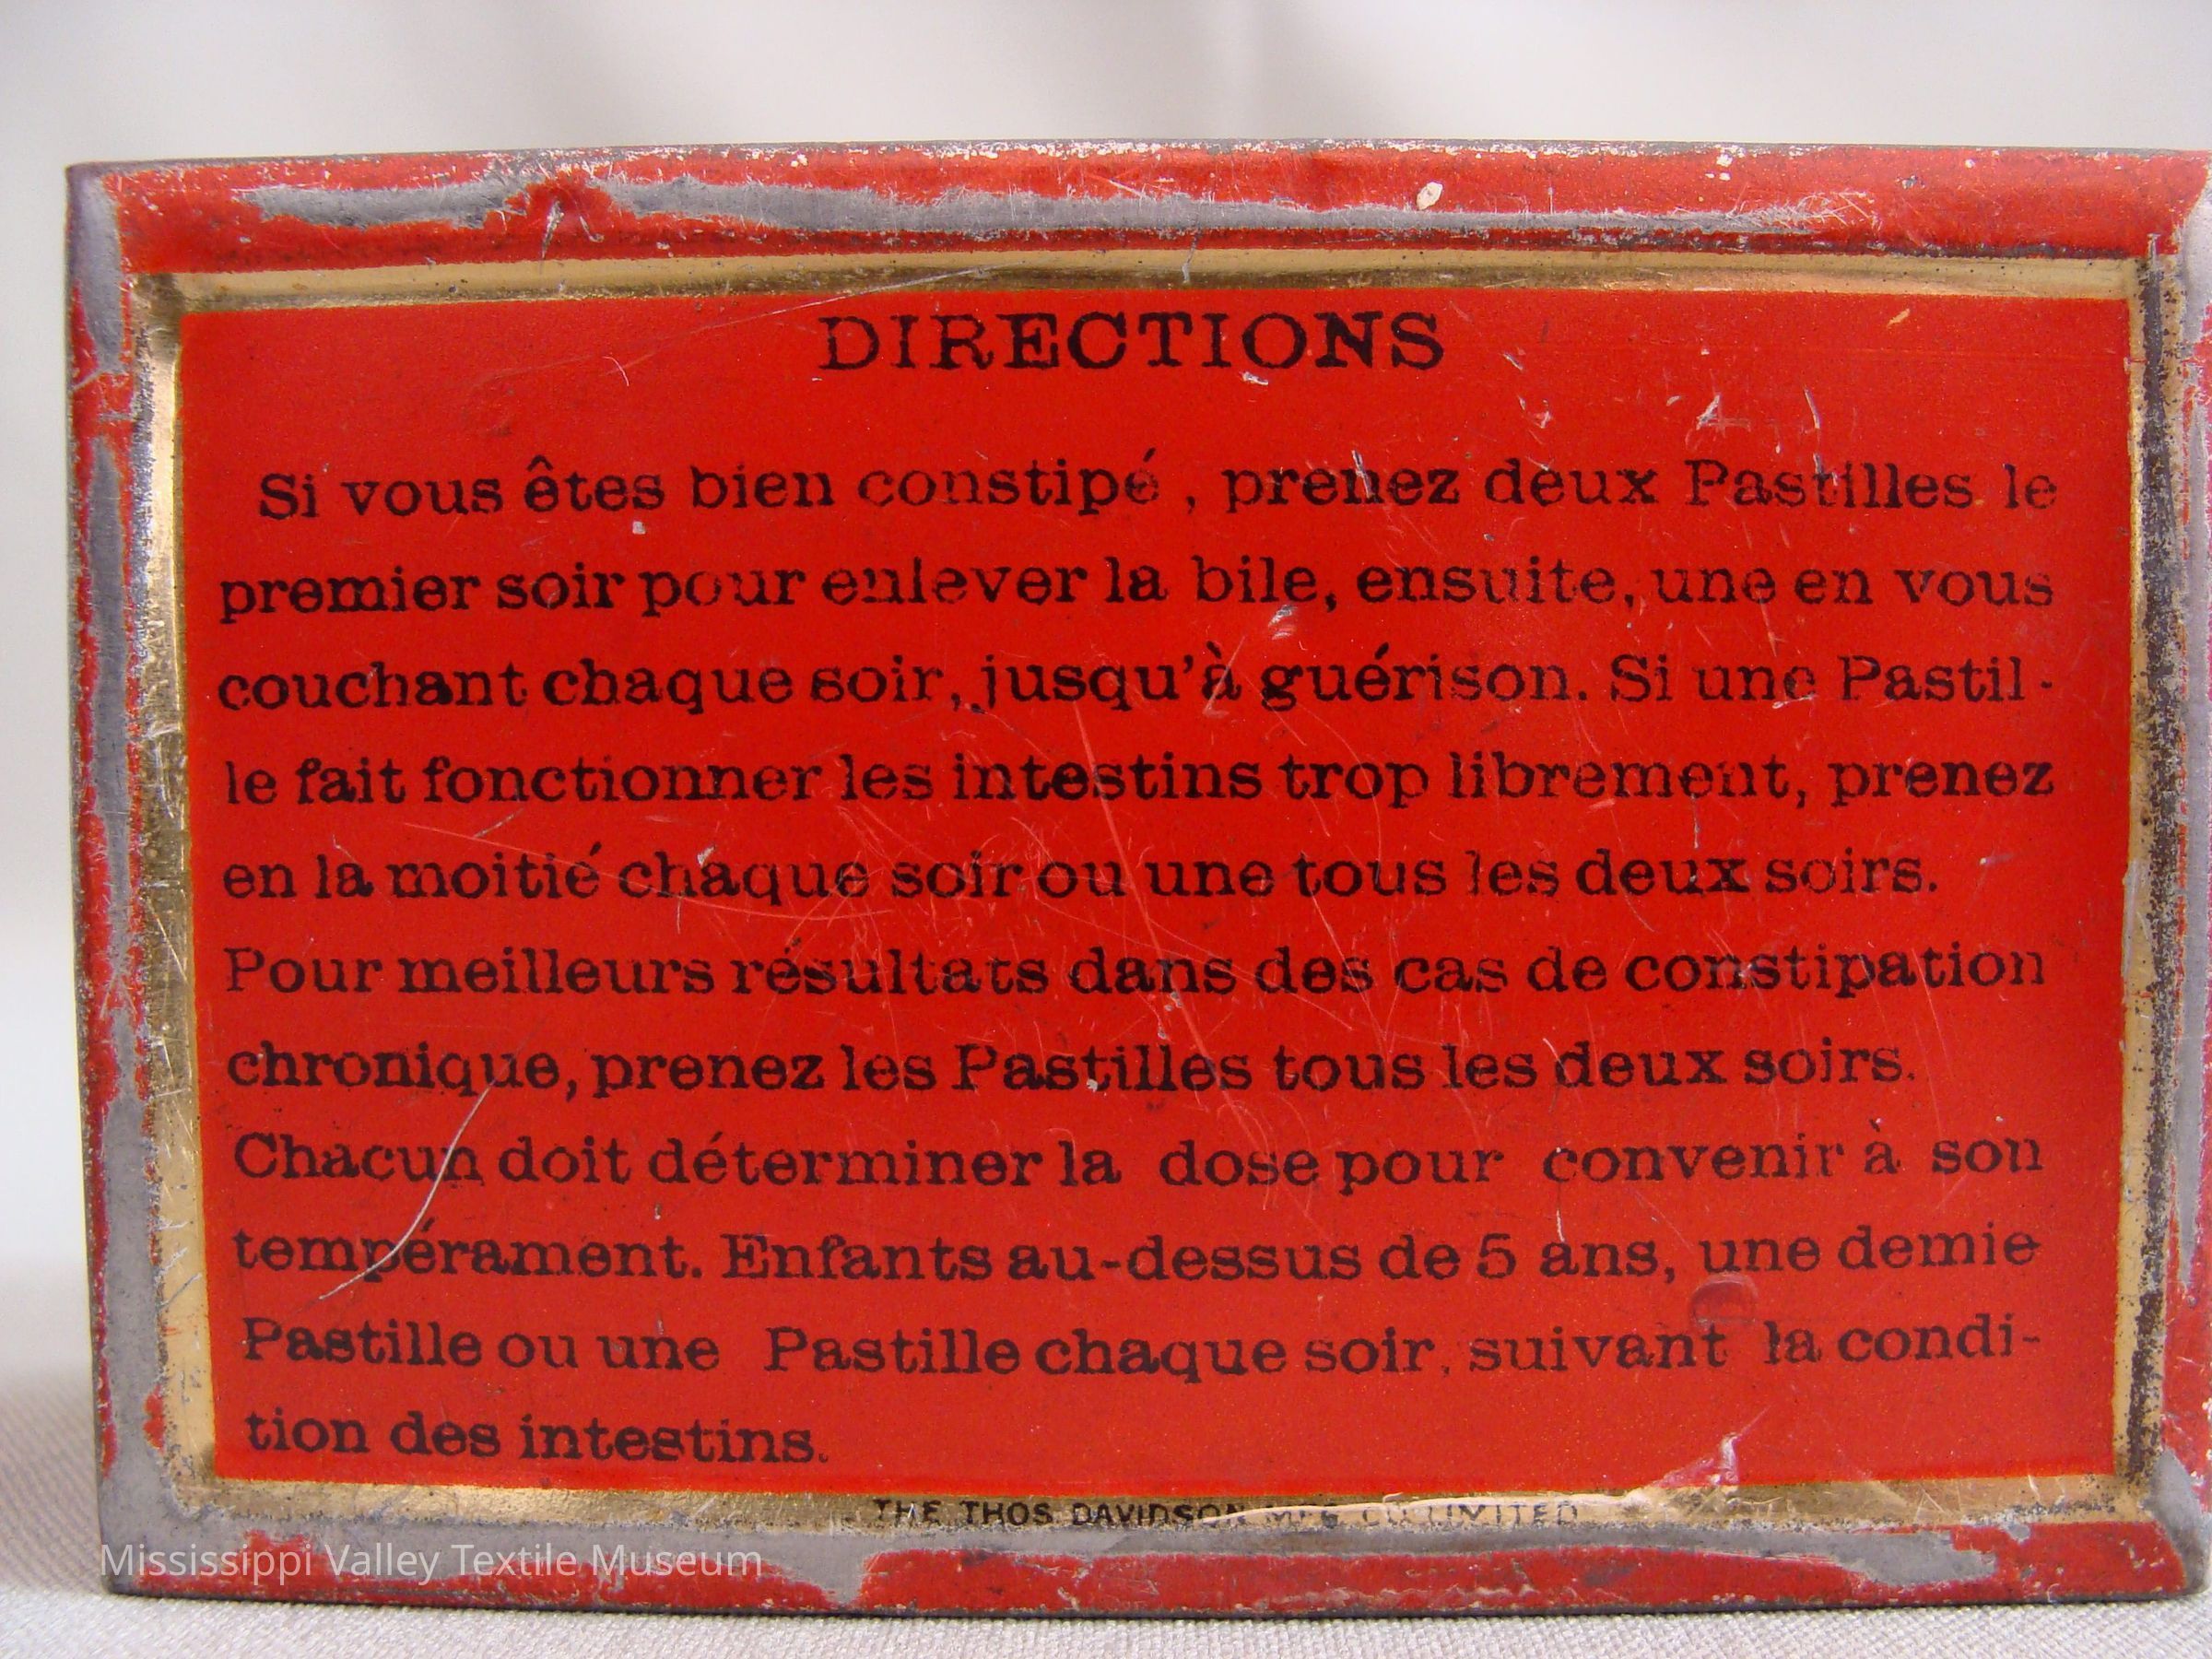 DIRECTIONS
Si vous êtes bien constipé , prenez deux Pastilles le
premier soir pour enlever la bile, ensuite, une en vous
couchant chaque soir, jusqu'à guérison. Si une Pastil-
le fait fonctionner les intestins trop librement, prenez
en la moitié chaque soir ou une tous les deux soirs.
Pour meilleurs résultats dans des cas de constipation
chronique, prenez les Pastilles tous les deux soirs.
Chacun doit déterminer la dose pour convenir à son
tempérament. Enfants au-dessus de 5 ans, une demie
Pastille ou une Pastille chaque soir, suivant la condi-
tion des intestins.
THE THOS DAVIDSON MFG CO LIMITED
Mississippi Valley Textile Museum